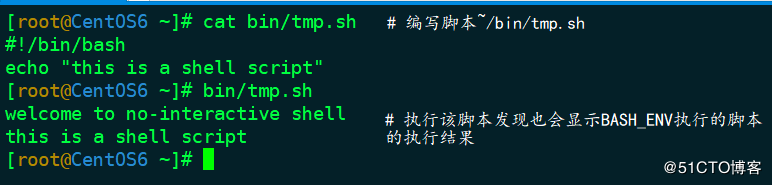 [root@CentOS6 ~]# cat bin/tmp.sh # 编写脚本~/bin/tmp.sh
#!/bin/bash
echo "this is a shell script"
[root@CentOS6 ~]# bin/tmp.sh
welcome to no-interactive shell
this is a shell script
# 执行该脚本发现也会显示BASH_ENV执行的脚本
的执行结果
[root@CentOS6 ~]#
@51CTO博客